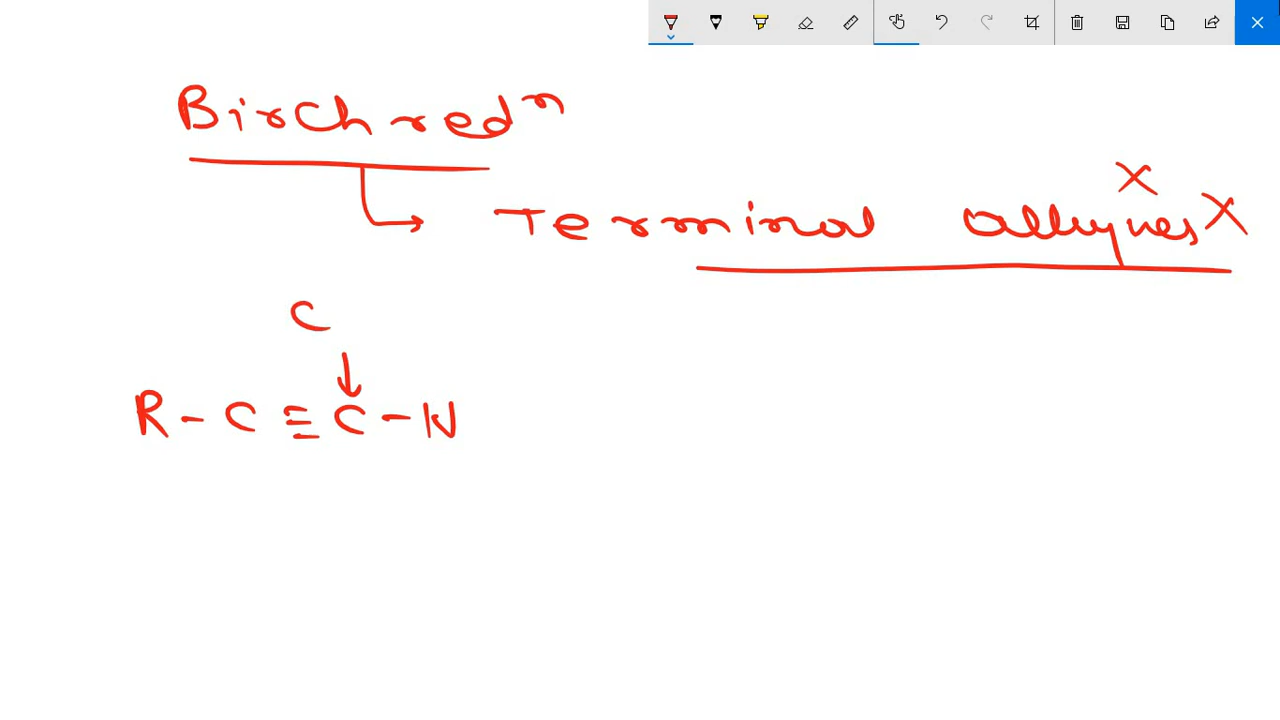 Birch redⁿ
Terminal alkynes X X
C
R - C ≡ C - H